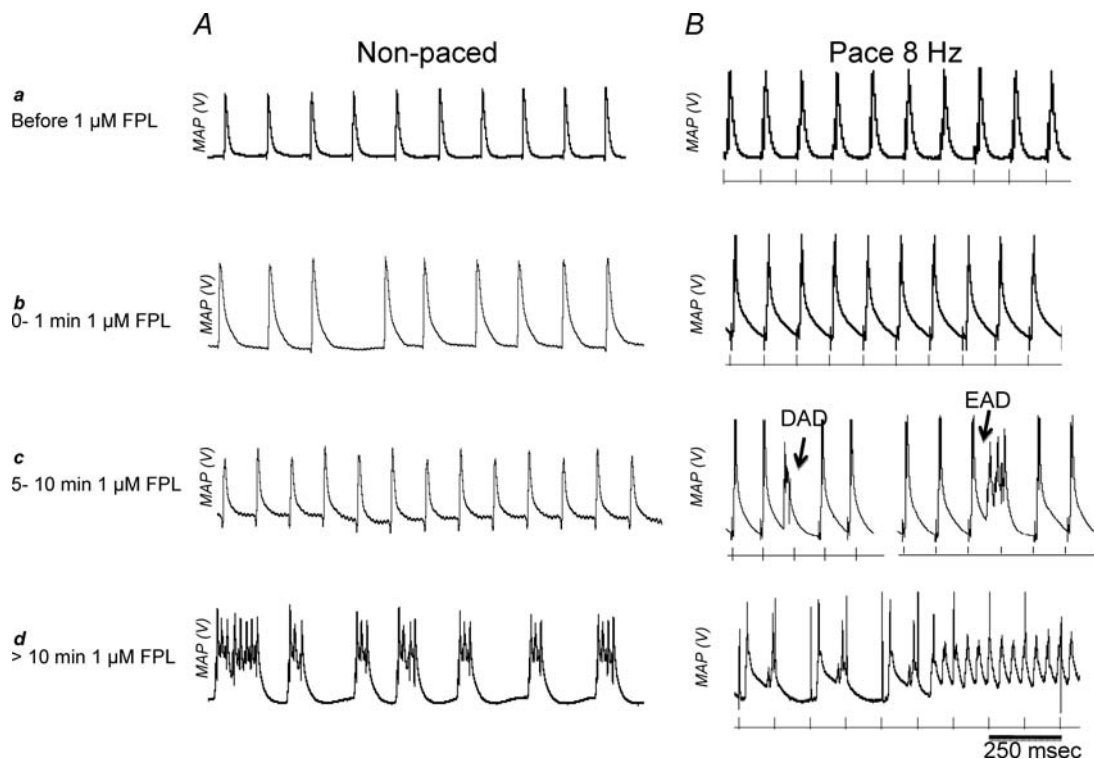 A
B
Non-paced
Pace 8 Hz
a
Before 1 µM FPL
MAP (V)
MAP (V)
b
0- 1 min 1 µM FPL
MAP (V)
MAP (V)
c
5- 10 min 1 µM FPL
MAP (V)
MAP (V)
DAD
EAD
d
> 10 min 1 µM FPL
MAP (V)
MAP (V)
250 msec